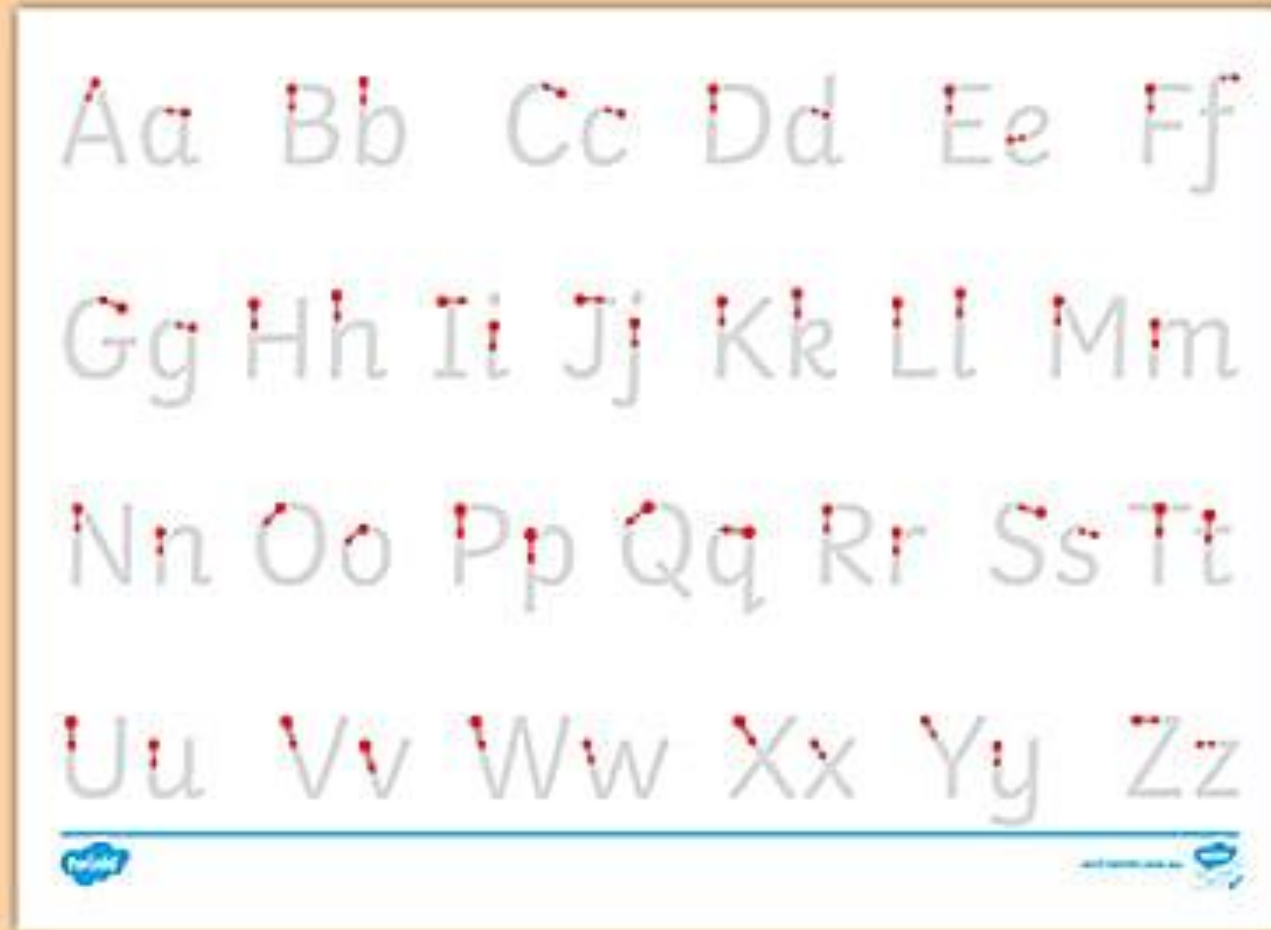 Aa Bb Cc Dd Ee Ff
Gg Hh Ii Jj Kk Ll Mm
Nn Oo Pp Qq Rr Ss Tt
Uu Vv Ww Xx Yy Zz
twinkl